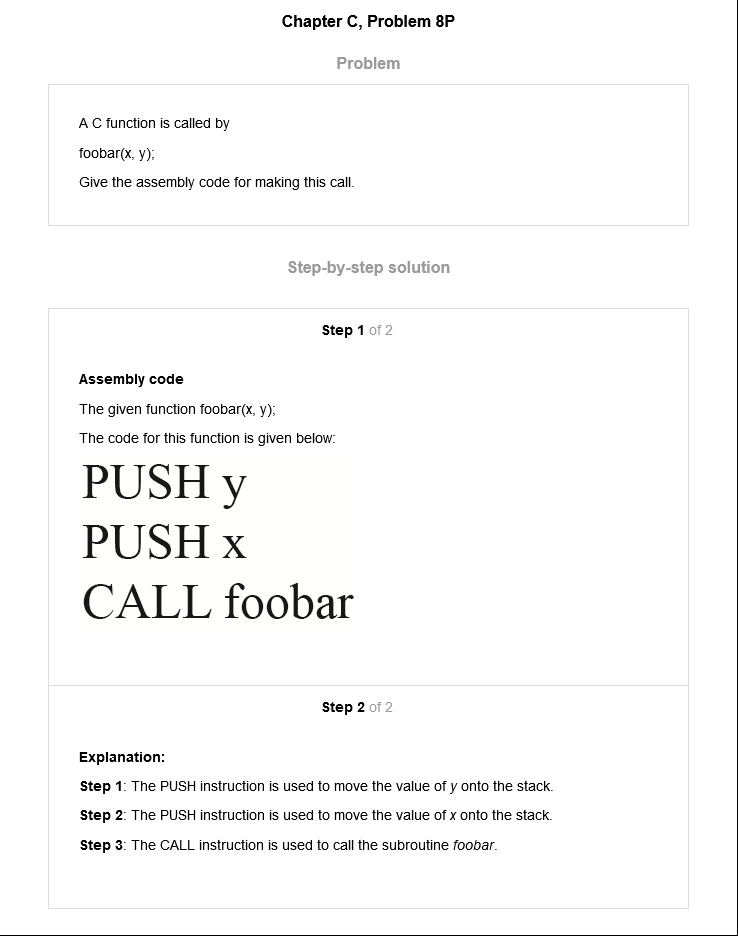 Chapter C, Problem 8P
Problem
A C function is called by
foobar(x, y);
Give the assembly code for making this call.
Step-by-step solution
Step 1 of 2
Assembly code
The given function foobar(x, y);
The code for this function is given below:
PUSH y
PUSH x
CALL foobar
Step 2 of 2
Explanation:
Step 1: The PUSH instruction is used to move the value of y onto the stack.
Step 2: The PUSH instruction is used to move the value of x onto the stack.
Step 3: The CALL instruction is used to call the subroutine foobar.